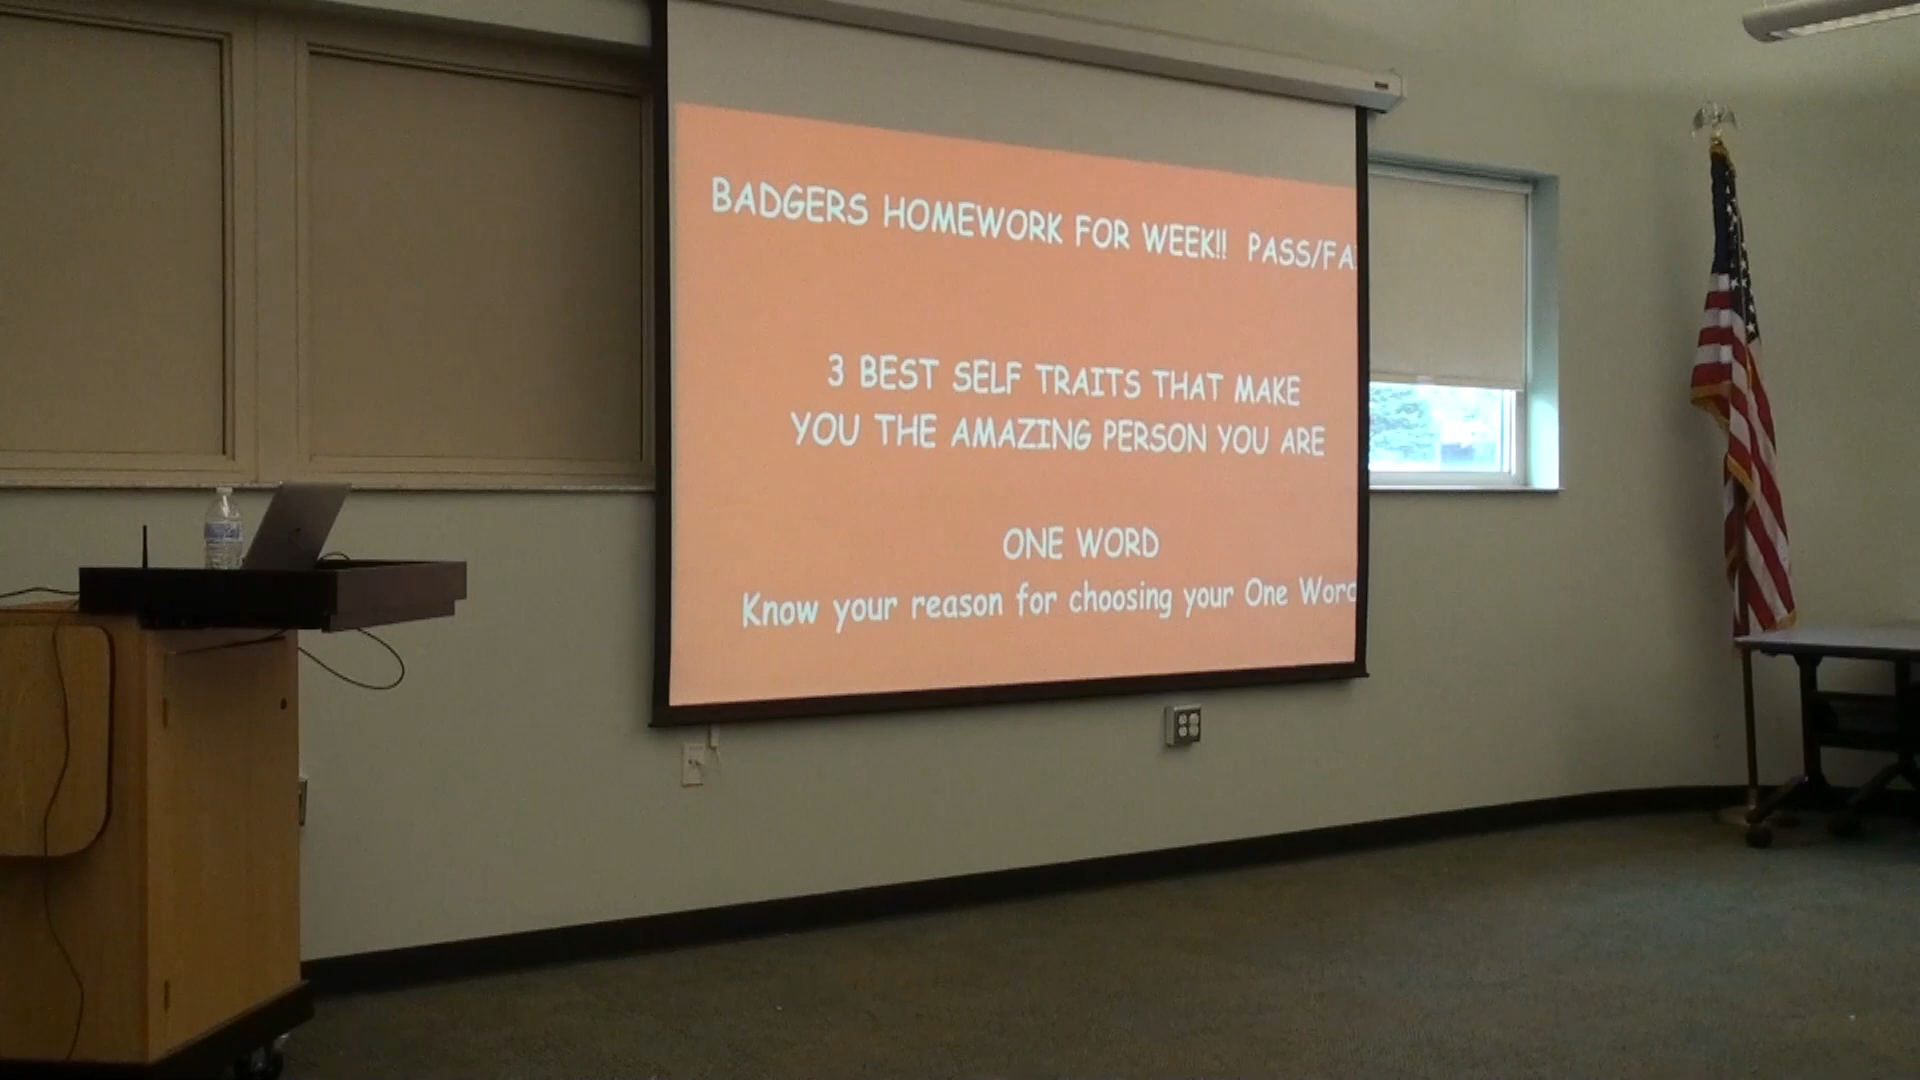 BADGERS HOMEWORK FOR WEEK!! PASS/FA
3 BEST SELF TRAITS THAT MAKE
YOU THE AMAZING PERSON YOU ARE
ONE WORD
Know your reason for choosing your One Word